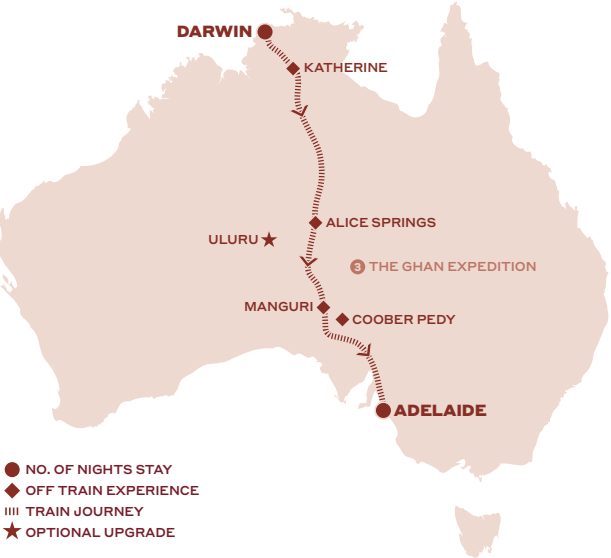 DARWIN
KATHERINE
ALICE SPRINGS
ULURU
3 THE GHAN EXPEDITION
MANGURI
COOBER PEDY
ADELAIDE
NO. OF NIGHTS STAY
OFF TRAIN EXPERIENCE
TRAIN JOURNEY
OPTIONAL UPGRADE